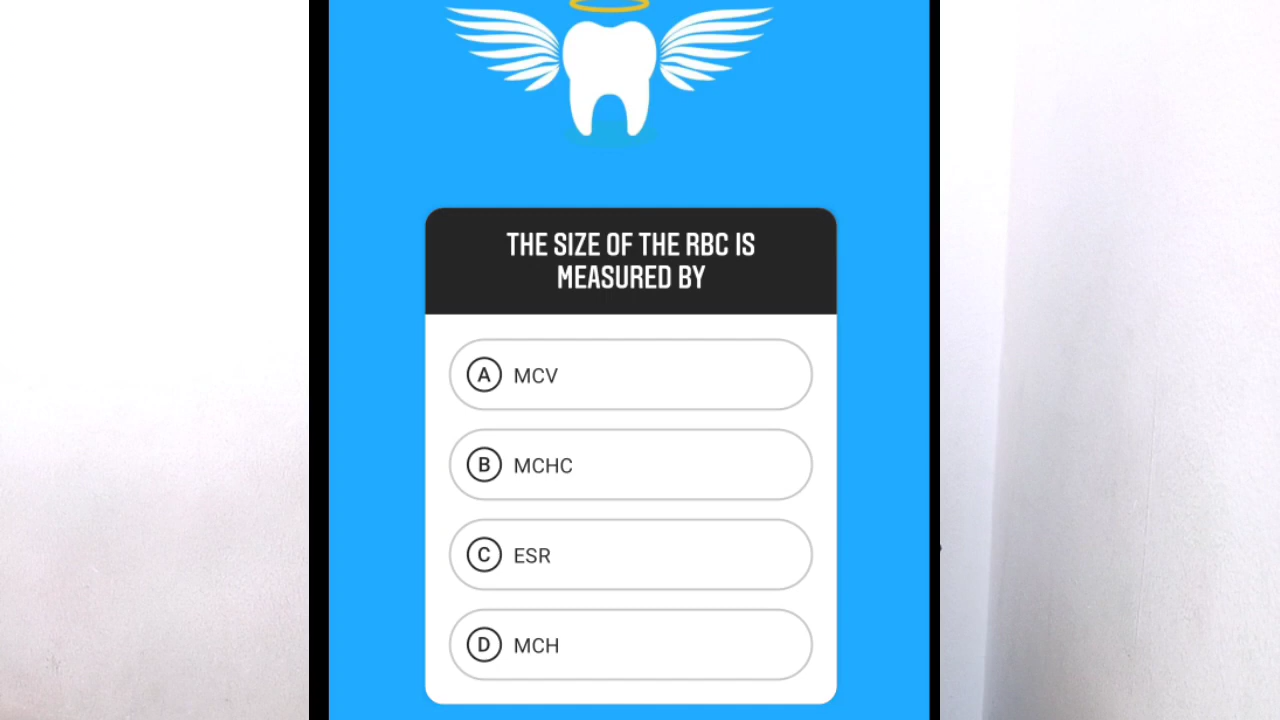 THE SIZE OF THE RBC IS
MEASURED BY
A MCV
B MCHC
C ESR
D MCH